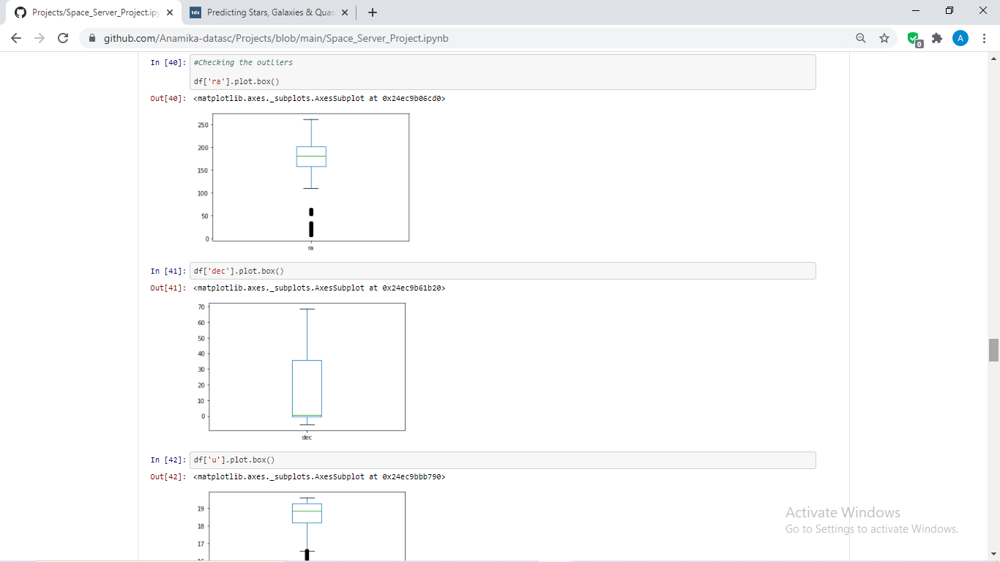 Projects/Space_Server_Project.ipy
tds Predicting Stars, Galaxies & Quas
github.com/Anamika-datasc/Projects/blob/main/Space_Server_Project.ipynb
0
A
In [40]: #Checking the outliers
df['ra'].plot.box()
Out[40]: <matplotlib.axes._subplots.AxesSubplot at 0x24ec9b06cd0>
250
200
150
100
50
0
ra
In [41]: df['dec'].plot.box()
Out[41]: <matplotlib.axes._subplots.AxesSubplot at 0x24ec9b61b20>
70
60
50
40
30
20
10
0
dec
In [42]: df['u'].plot.box()
Out[42]: <matplotlib.axes._subplots.AxesSubplot at 0x24ec9bbb790>
19
18
17
16
Activate Windows
Go to Settings to activate Windows.